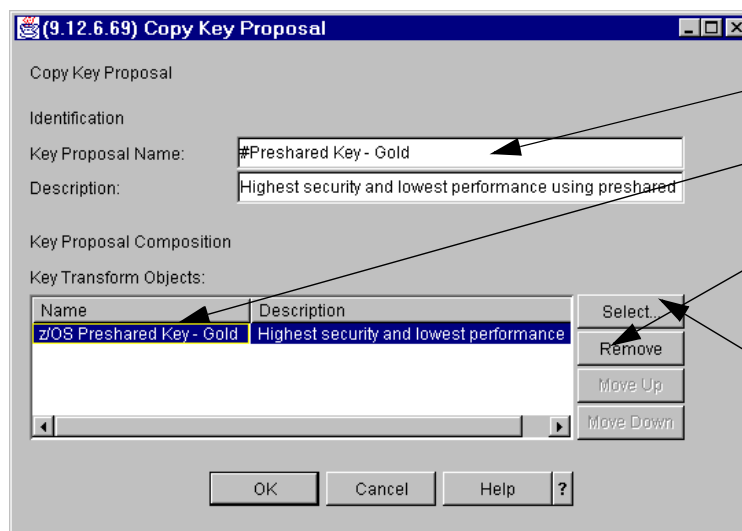 (9.12.6.69) Copy Key Proposal
Copy Key Proposal
Identification
Key Proposal Name: #Preshared Key - Gold
Description: Highest security and lowest performance using preshared
Key Proposal Composition
Key Transform Objects:
Name Description
z/OS Preshared Key - Gold Highest security and lowest performance
Select...
Remove
Move Up
Move Down
OK Cancel Help ?